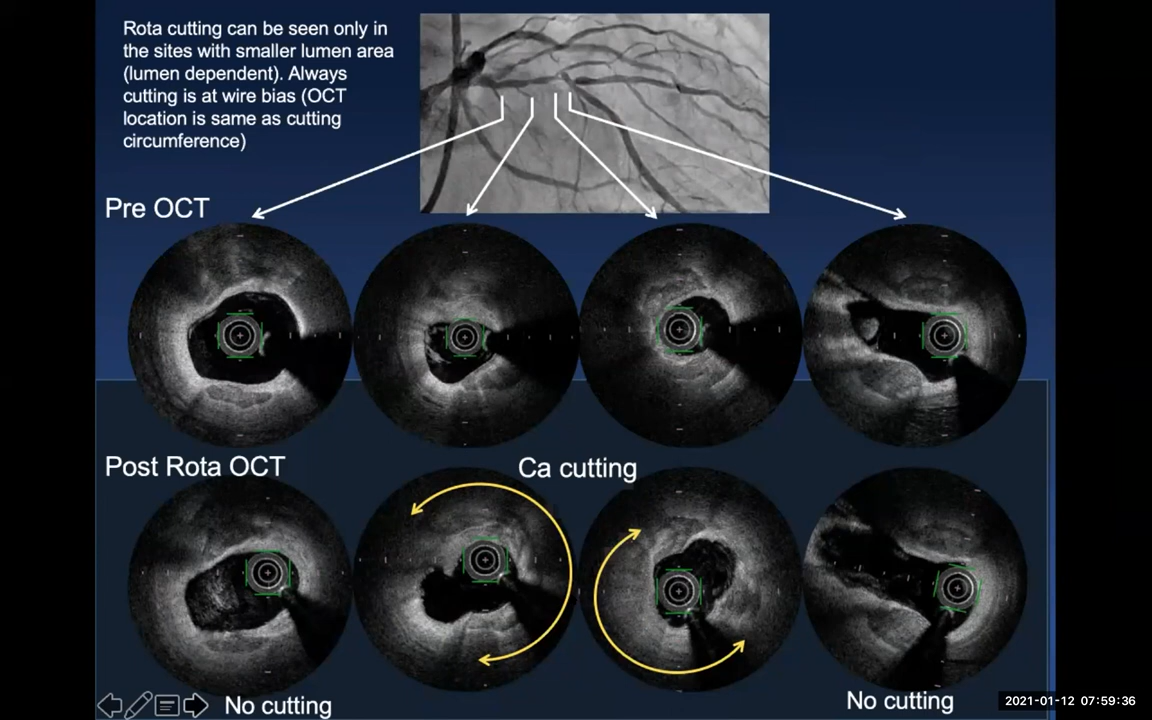 Rota cutting can be seen only in
the sites with smaller lumen area
(lumen dependent). Always
cutting is at wire bias (OCT
location is same as cutting
circumference)
Pre OCT
Post Rota OCT
Ca cutting
No cutting
No cutting
2021-01-12 07:59:36